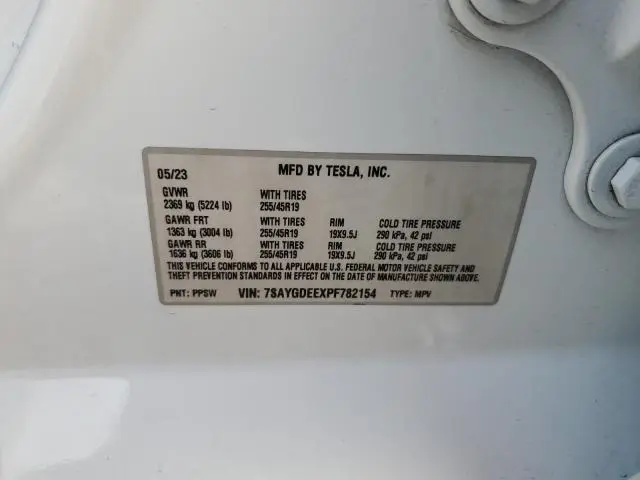 05/23 MFD BY TESLA, INC.
GVWR WITH TIRES
2369 kg (5224 lb) 255/45R19
GAWR FRT WITH TIRES RIM COLD TIRE PRESSURE
1363 kg (3004 lb) 255/45R19 19X9.5J 290 kPa, 42 psi
GAWR RR WITH TIRES RIM COLD TIRE PRESSURE
1636 kg (3606 lb) 255/45R19 19X9.5J 290 kPa, 42 psi
THIS VEHICLE CONFORMS TO ALL APPLICABLE U.S. FEDERAL MOTOR VEHICLE SAFETY AND
THEFT PREVENTION STANDARDS IN EFFECT ON THE DATE OF MANUFACTURE SHOWN ABOVE.
PNT: PPSW VIN: 7SAYGDEEXPF782154 TYPE: MPV